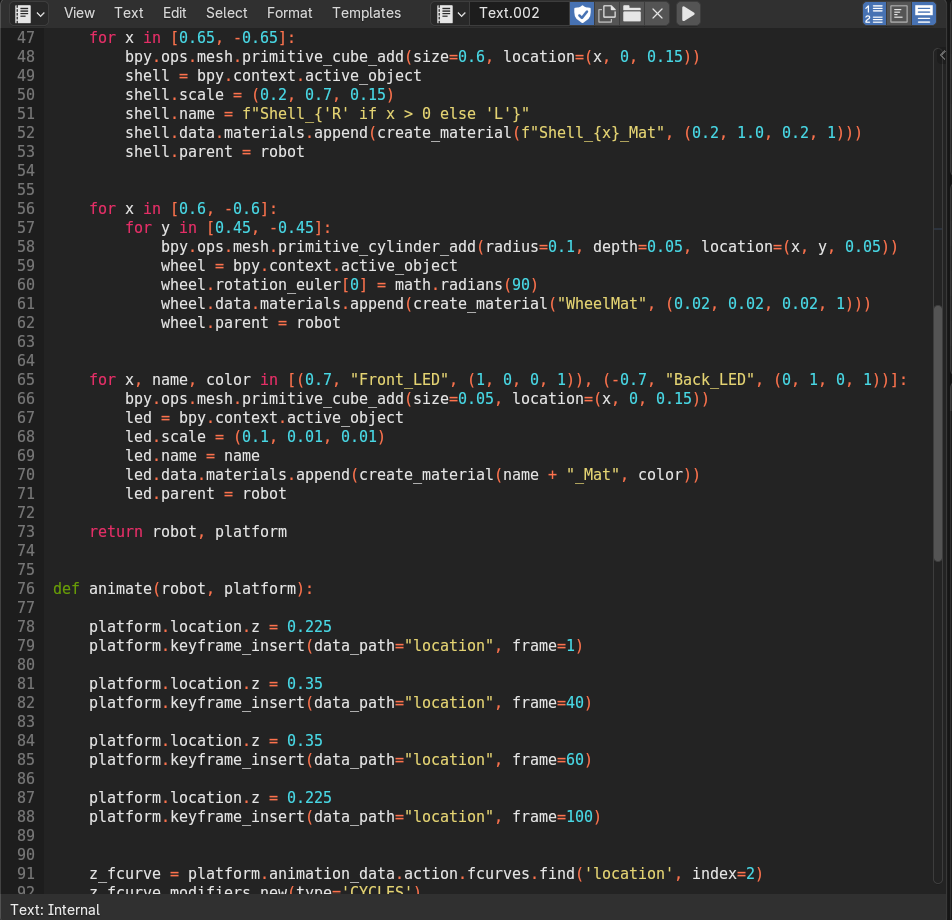 View Text Edit Select Format Templates Text.002
47     for x in [0.65, -0.65]:
48         bpy.ops.mesh.primitive_cube_add(size=0.6, location=(x, 0, 0.15))
49         shell = bpy.context.active_object
50         shell.scale = (0.2, 0.7, 0.15)
51         shell.name = f"Shell_{'R' if x > 0 else 'L'}"
52         shell.data.materials.append(create_material(f"Shell_{x}_Mat", (0.2, 1.0, 0.2, 1)))
53         shell.parent = robot
54
55
56     for x in [0.6, -0.6]:
57         for y in [0.45, -0.45]:
58             bpy.ops.mesh.primitive_cylinder_add(radius=0.1, depth=0.05, location=(x, y, 0.05))
59             wheel = bpy.context.active_object
60             wheel.rotation_euler[0] = math.radians(90)
61             wheel.data.materials.append(create_material("WheelMat", (0.02, 0.02, 0.02, 1)))
62             wheel.parent = robot
63
64
65     for x, name, color in [(0.7, "Front_LED", (1, 0, 0, 1)), (-0.7, "Back_LED", (0, 1, 0, 1))]:
66         bpy.ops.mesh.primitive_cube_add(size=0.05, location=(x, 0, 0.15))
67         led = bpy.context.active_object
68         led.scale = (0.1, 0.01, 0.01)
69         led.name = name
70         led.data.materials.append(create_material(name + "_Mat", color))
71         led.parent = robot
72
73     return robot, platform
74
75
76 def animate(robot, platform):
77
78     platform.location.z = 0.225
79     platform.keyframe_insert(data_path="location", frame=1)
80
81     platform.location.z = 0.35
82     platform.keyframe_insert(data_path="location", frame=40)
83
84     platform.location.z = 0.35
85     platform.keyframe_insert(data_path="location", frame=60)
86
87     platform.location.z = 0.225
88     platform.keyframe_insert(data_path="location", frame=100)
89
90
91     z_fcurve = platform.animation_data.action.fcurves.find('location', index=2)
92     z_fcurve.modifiers.new(type='CYCLES')
Text: Internal